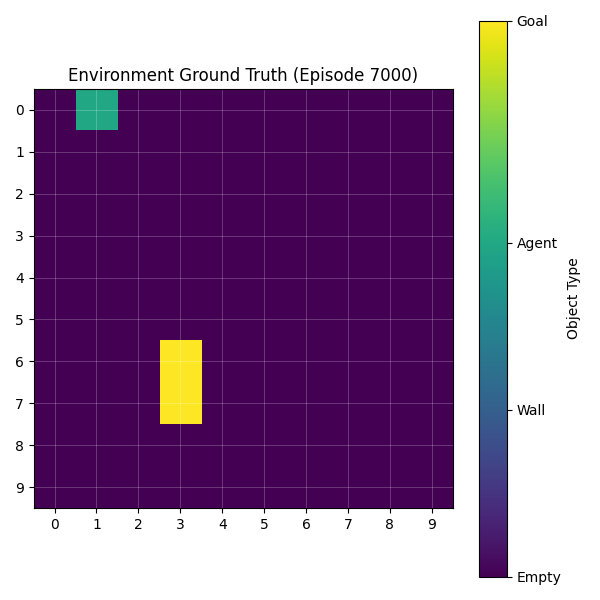 Environment Ground Truth (Episode 7000)
0
1
2
3
4
5
6
7
8
9
0 1 2 3 4 5 6 7 8 9
Goal
Agent
Wall
Empty
Object Type